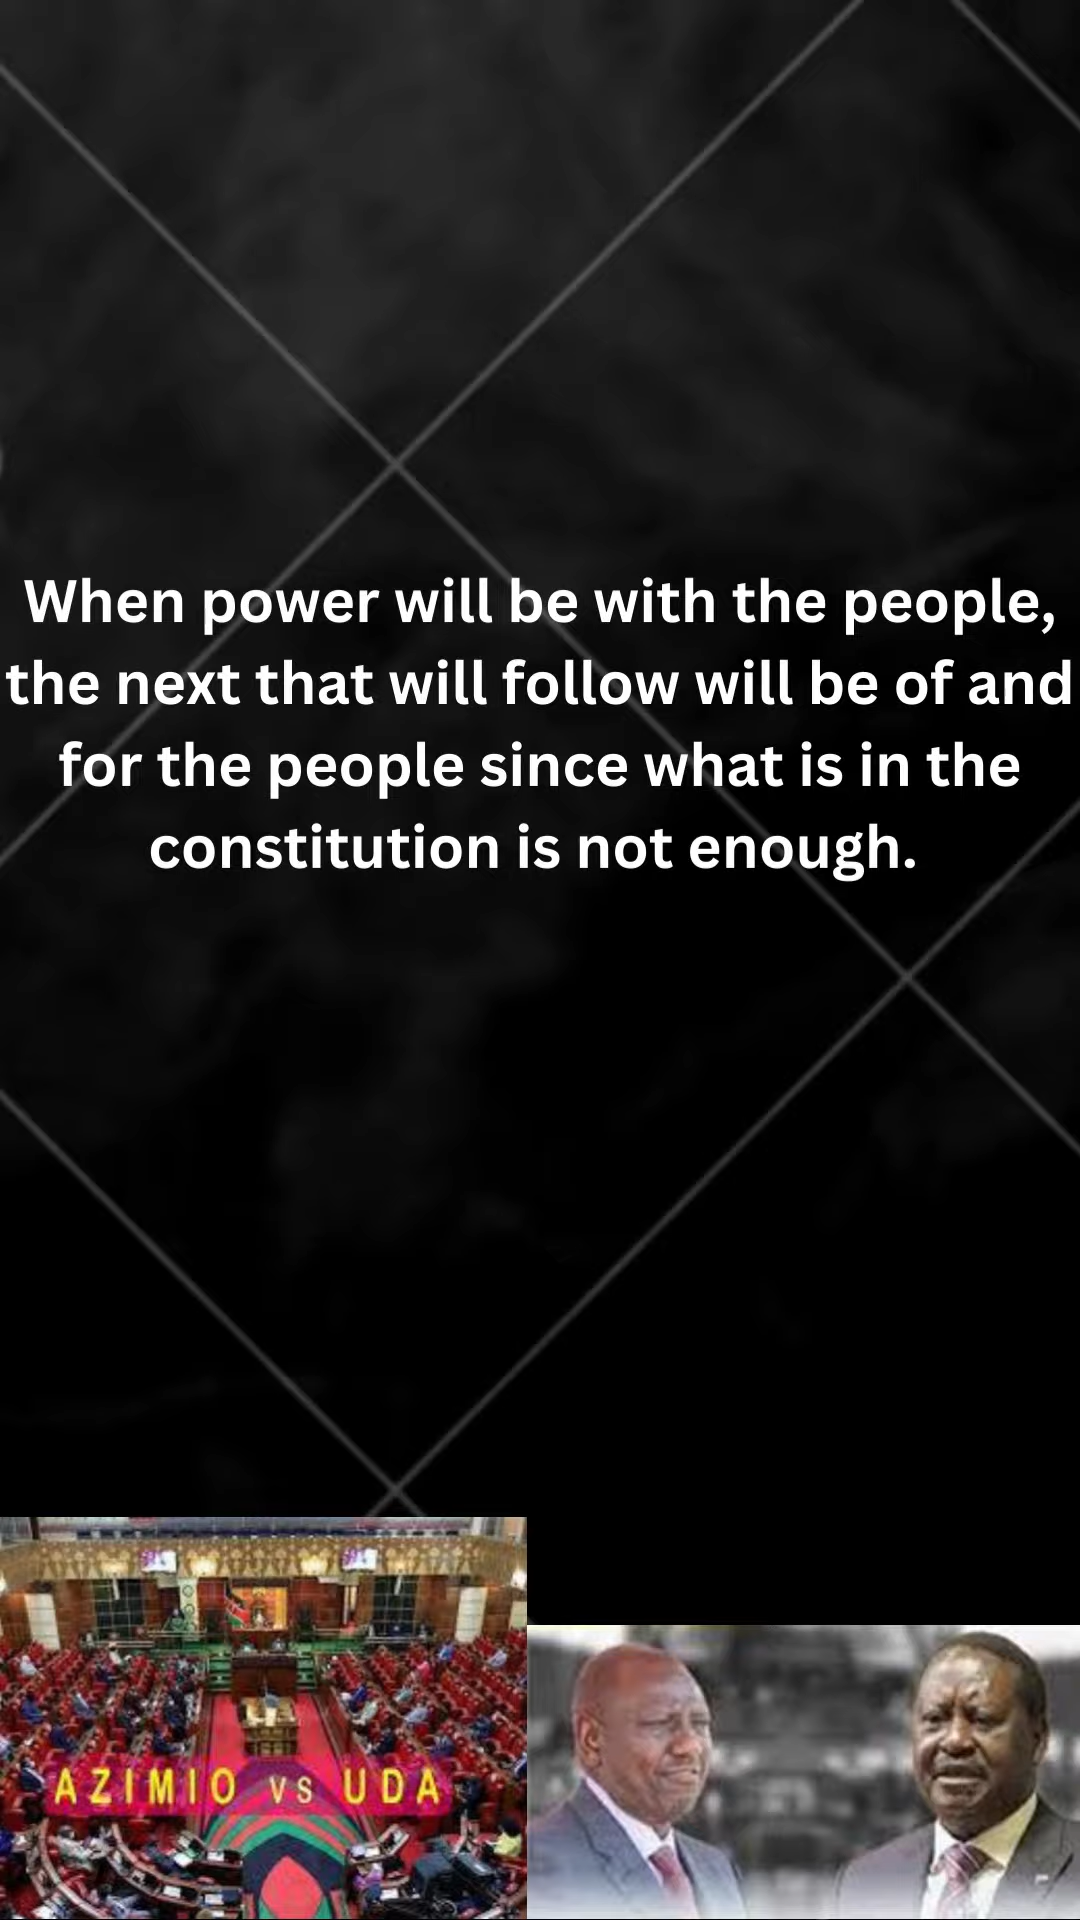 When power will be with the people,
the next that will follow will be of and
for the people since what is in the
constitution is not enough.
AZIMIO VS UDA